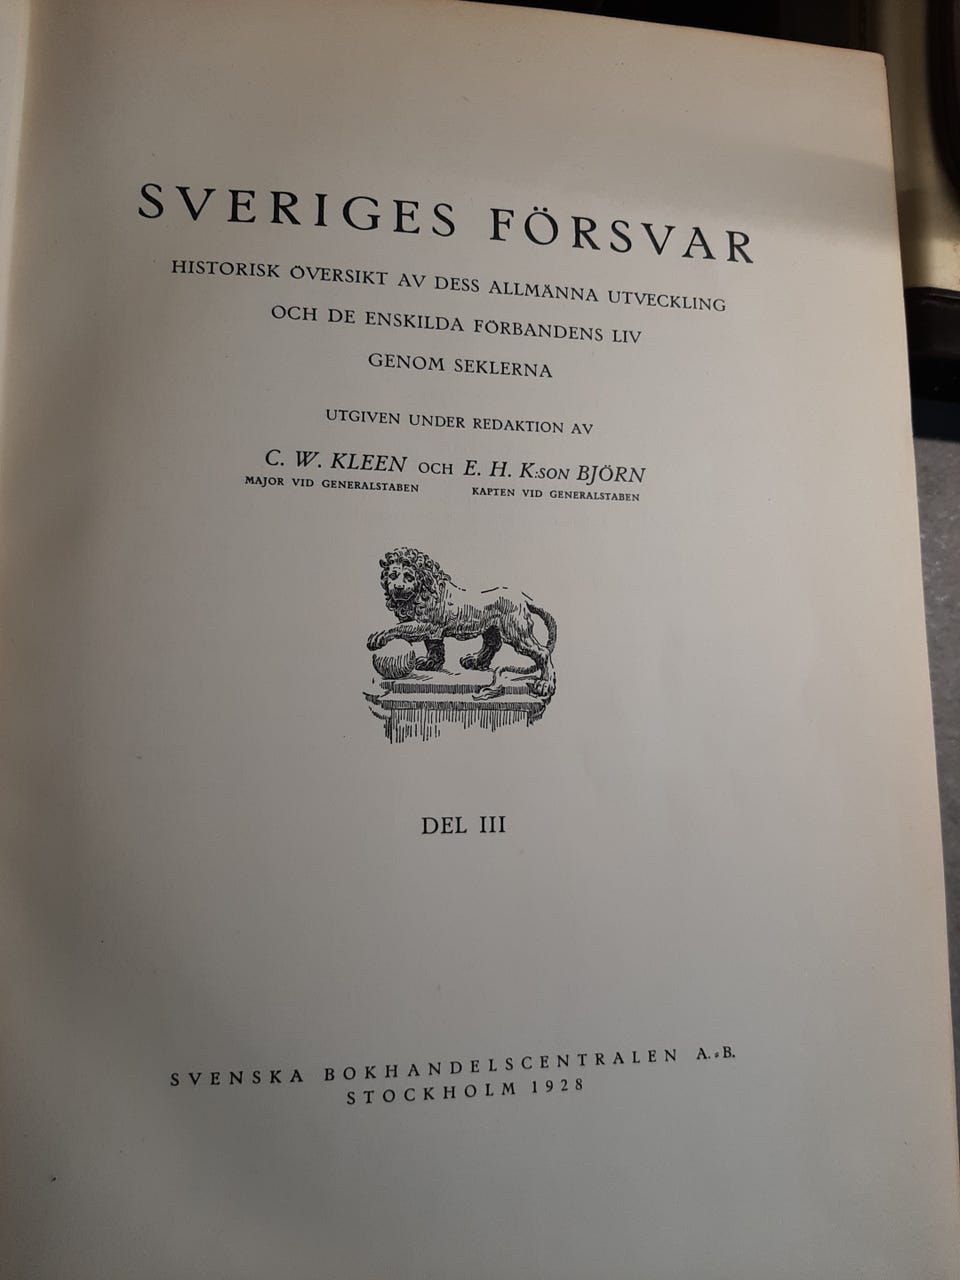 SVERIGES FÖRSVAR
HISTORISK ÖVERSIKT AV DESS ALLMÄNNA UTVECKLING
OCH DE ENSKILDA FÖRBANDENS LIV
GENOM SEKLERNA
UTGIVEN UNDER REDAKTION AV
C. W. KLEEN OCH E. H. K:SON BJÖRN
MAJOR VID GENERALSTABEN KAPTEN VID GENERALSTABEN
DEL III
SVENSKA BOKHANDELSCENTRALEN A.-B.
STOCKHOLM 1928